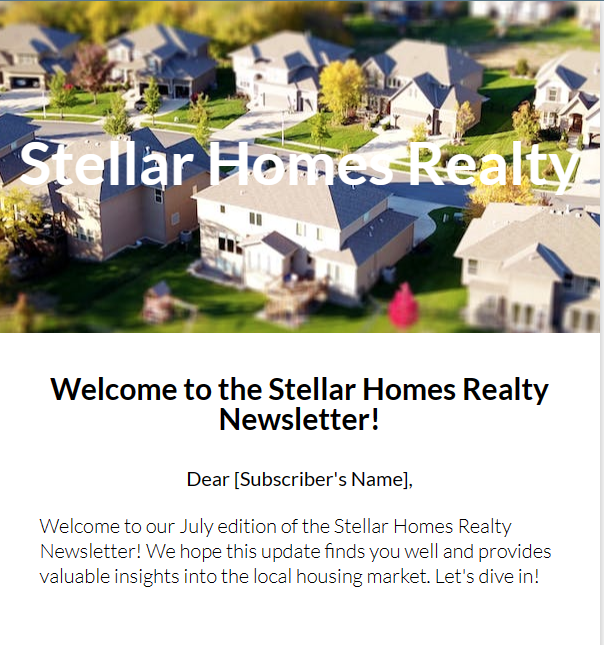 Stellar Homes Realty
Welcome to the Stellar Homes Realty
Newsletter!
Dear [Subscriber's Name],
Welcome to our July edition of the Stellar Homes Realty
Newsletter! We hope this update finds you well and provides
valuable insights into the local housing market. Let's dive in!